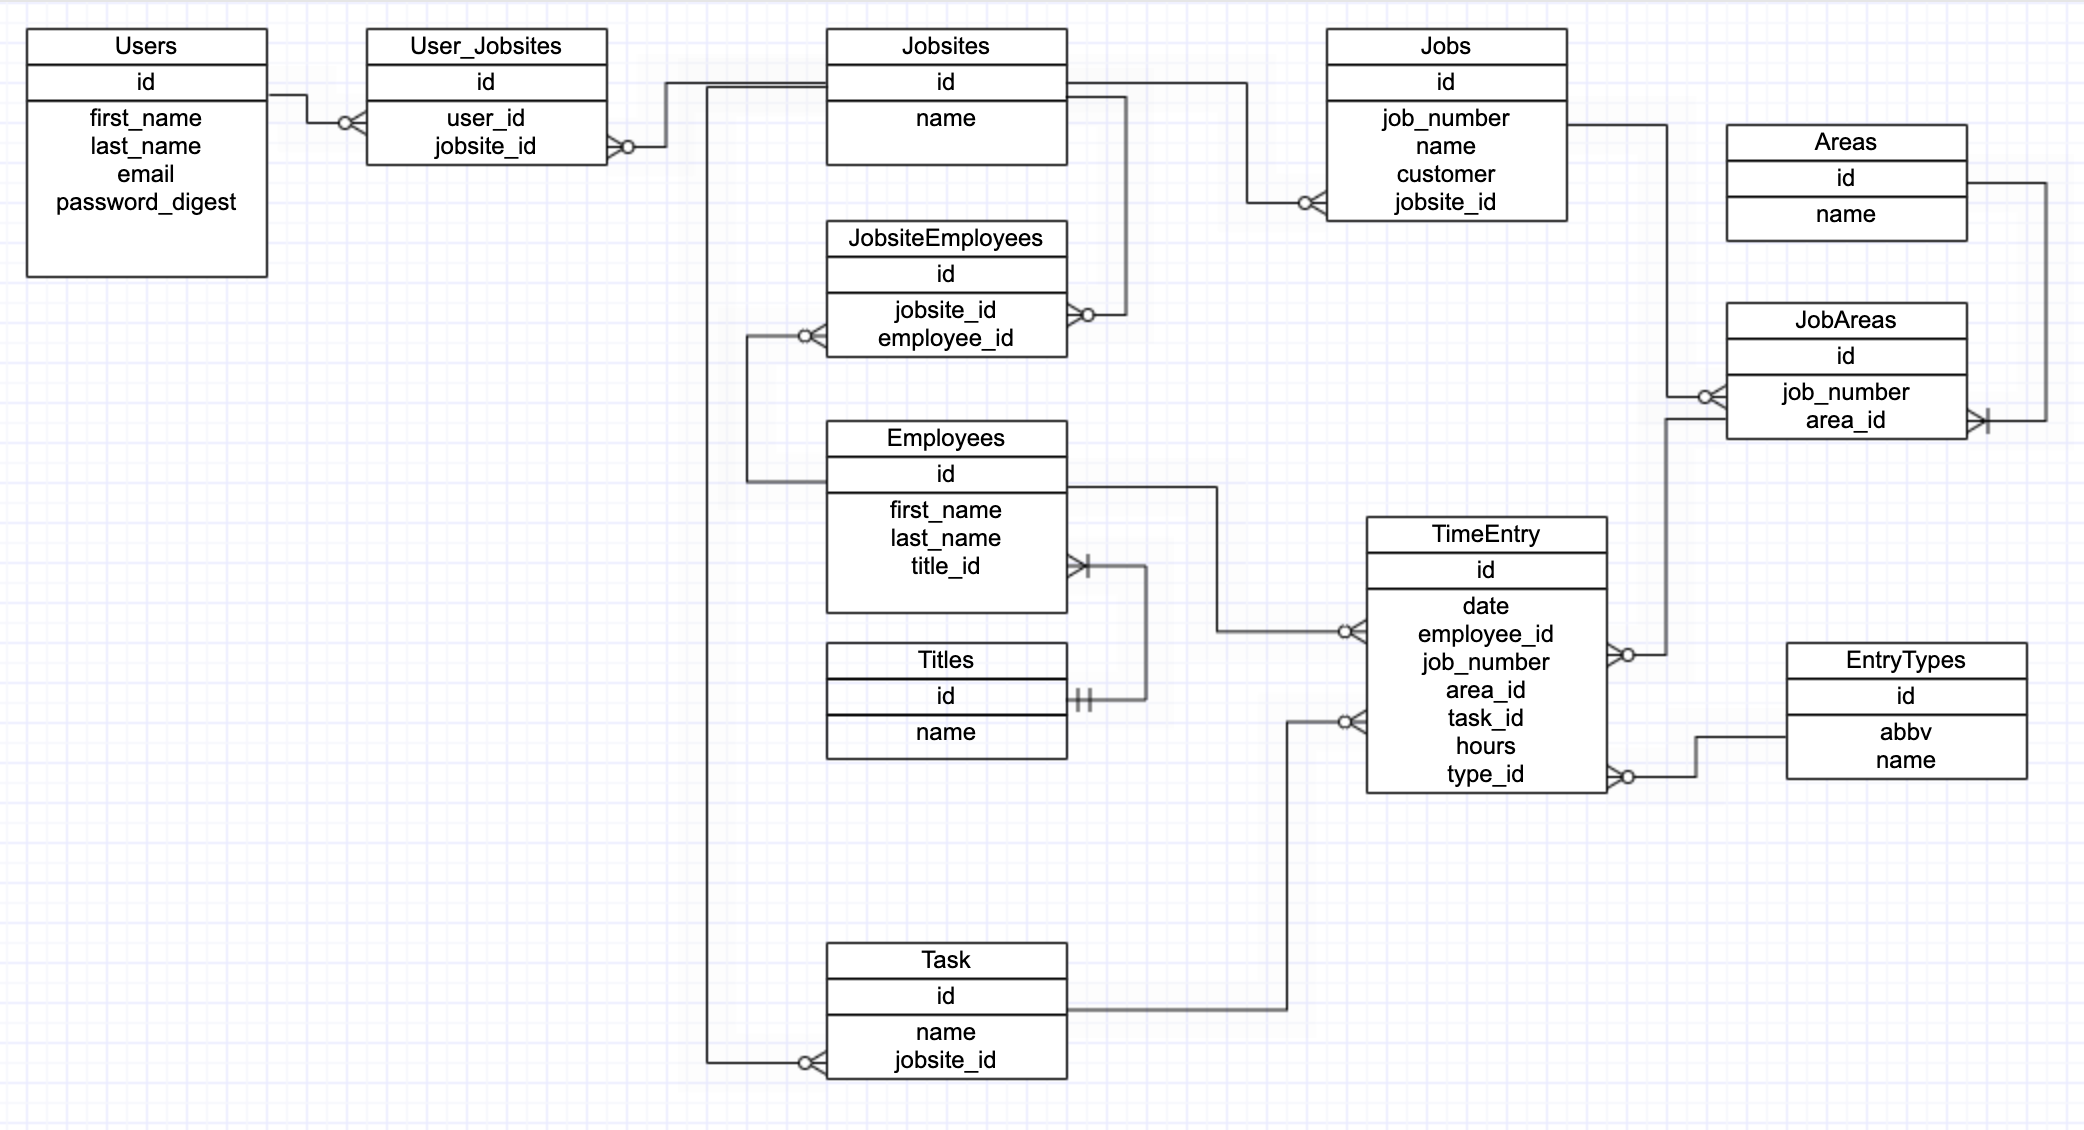 Users
id
first_name
last_name
email
password_digest
User_Jobsites
id
user_id
jobsite_id
Jobsites
id
name
Jobs
id
job_number
name
customer
jobsite_id
Areas
id
name
JobsiteEmployees
id
jobsite_id
employee_id
JobAreas
id
job_number
area_id
Employees
id
first_name
last_name
title_id
TimeEntry
id
date
employee_id
job_number
area_id
task_id
hours
type_id
Titles
id
name
EntryTypes
id
abbv
name
Task
id
name
jobsite_id